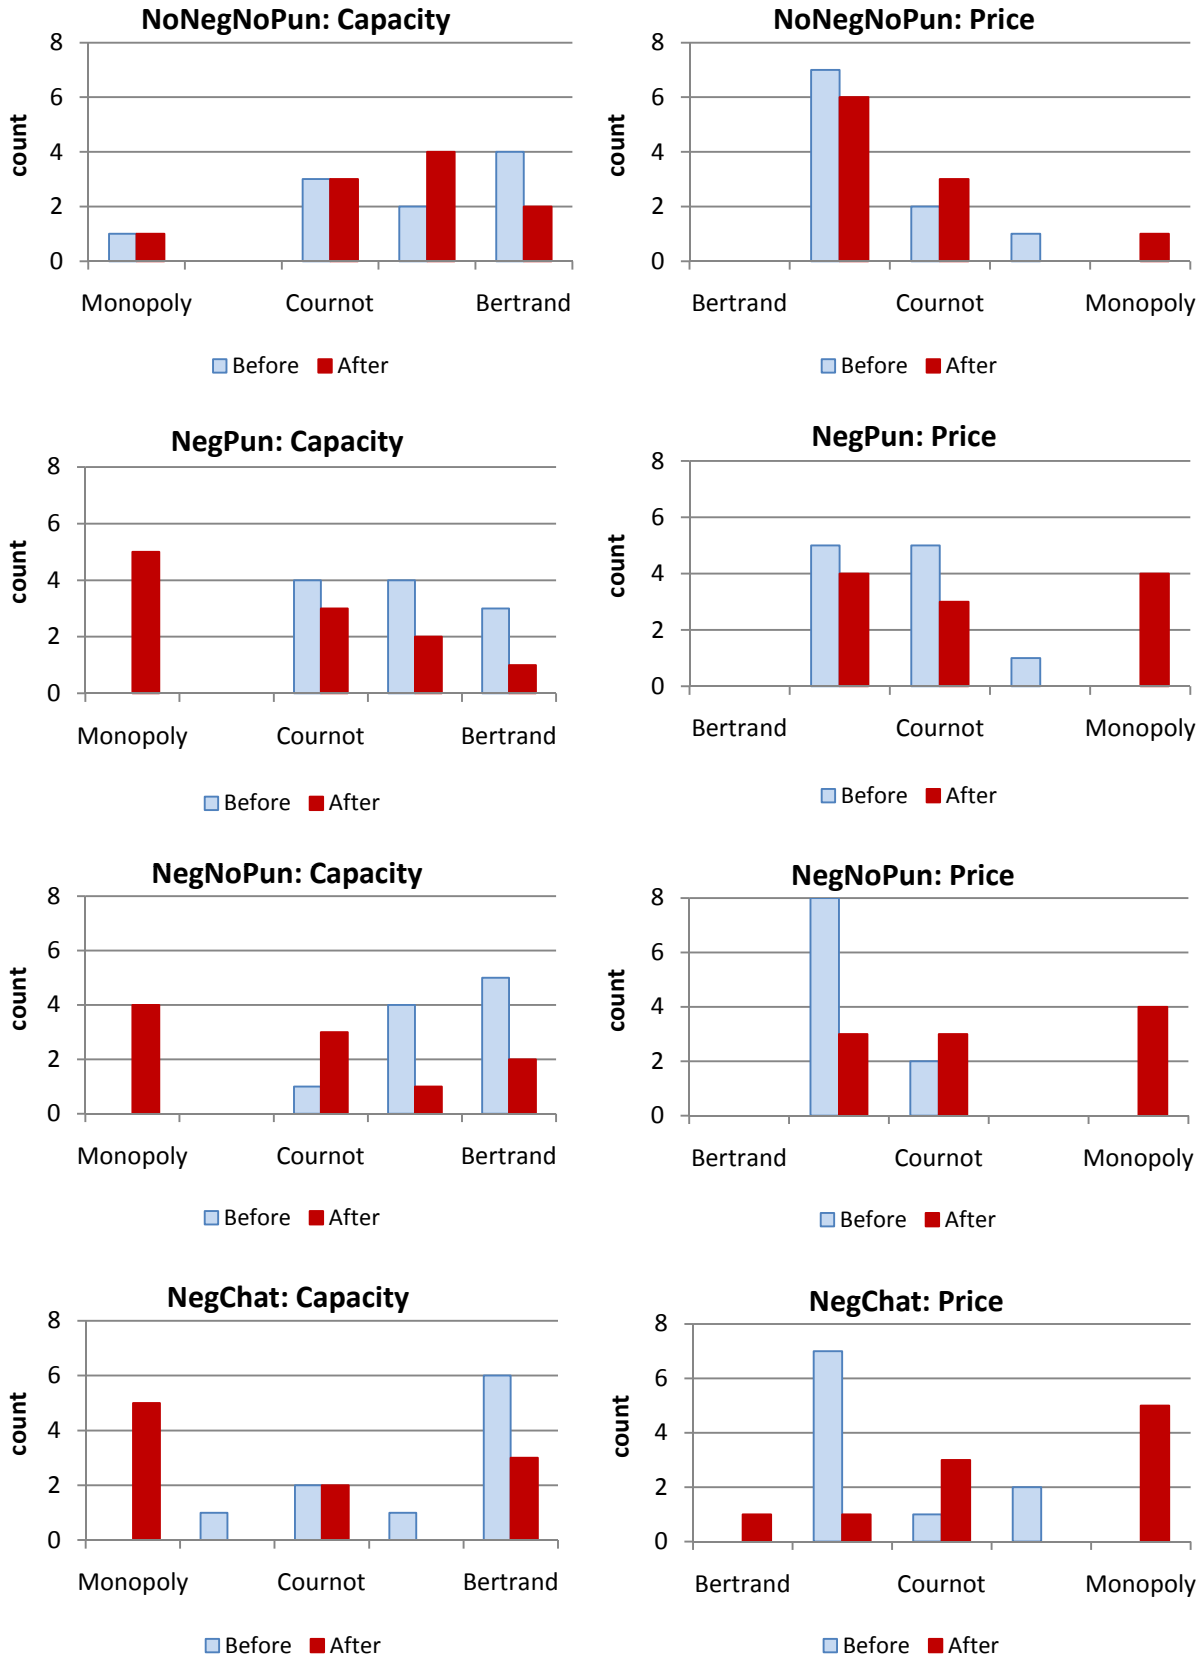 NoNegNoPun: Capacity
8
6
4
2
0
count
Monopoly Cournot Bertrand
Before After
NoNegNoPun: Price
8
6
4
2
0
count
Bertrand Cournot Monopoly
Before After
NegPun: Capacity
8
6
4
2
0
count
Monopoly Cournot Bertrand
Before After
NegPun: Price
8
6
4
2
0
count
Bertrand Cournot Monopoly
Before After
NegNoPun: Capacity
8
6
4
2
0
count
Monopoly Cournot Bertrand
Before After
NegNoPun: Price
8
6
4
2
0
count
Bertrand Cournot Monopoly
Before After
NegChat: Capacity
8
6
4
2
0
count
Monopoly Cournot Bertrand
Before After
NegChat: Price
8
6
4
2
0
count
Bertrand Cournot Monopoly
Before After